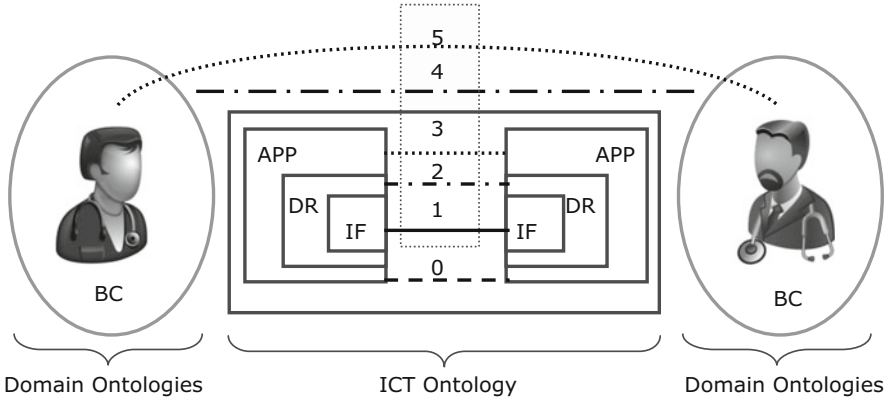 5
4
3
APP
APP
2
DR
DR
1
IF
IF
0
BC
BC
Domain Ontologies
ICT Ontology
Domain Ontologies